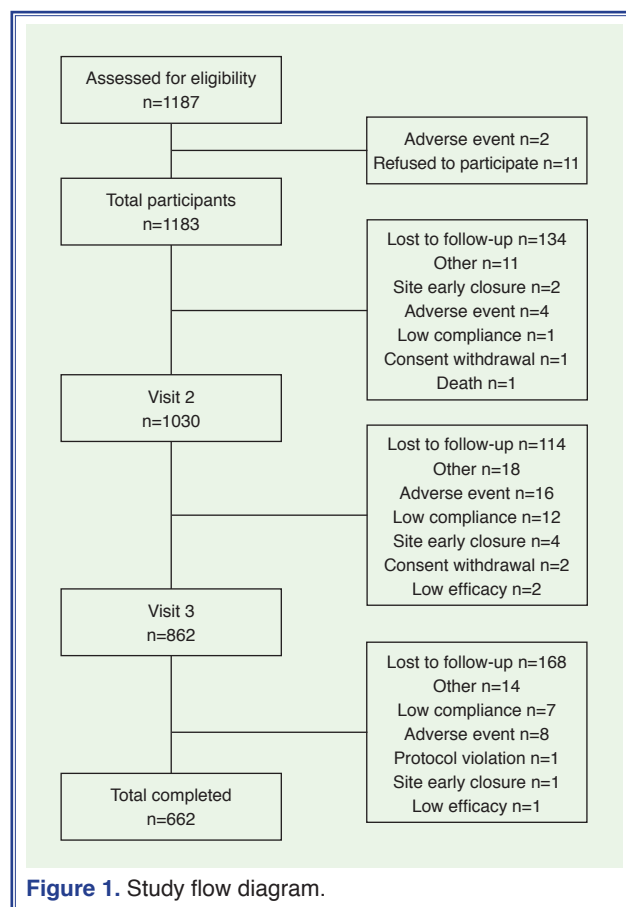 Assessed for eligibility
n=1187
Adverse event n=2
Refused to participate n=11
Total participants
n=1183
Lost to follow-up n=134
Other n=11
Site early closure n=2
Adverse event n=4
Low compliance n=1
Consent withdrawal n=1
Death n=1
Visit 2
n=1030
Lost to follow-up n=114
Other n=18
Adverse event n=16
Low compliance n=12
Site early closure n=4
Consent withdrawal n=2
Low efficacy n=2
Visit 3
n=862
Lost to follow-up n=168
Other n=14
Low compliance n=7
Adverse event n=8
Protocol violation n=1
Site early closure n=1
Low efficacy n=1
Total completed
n=662
Figure 1. Study flow diagram.